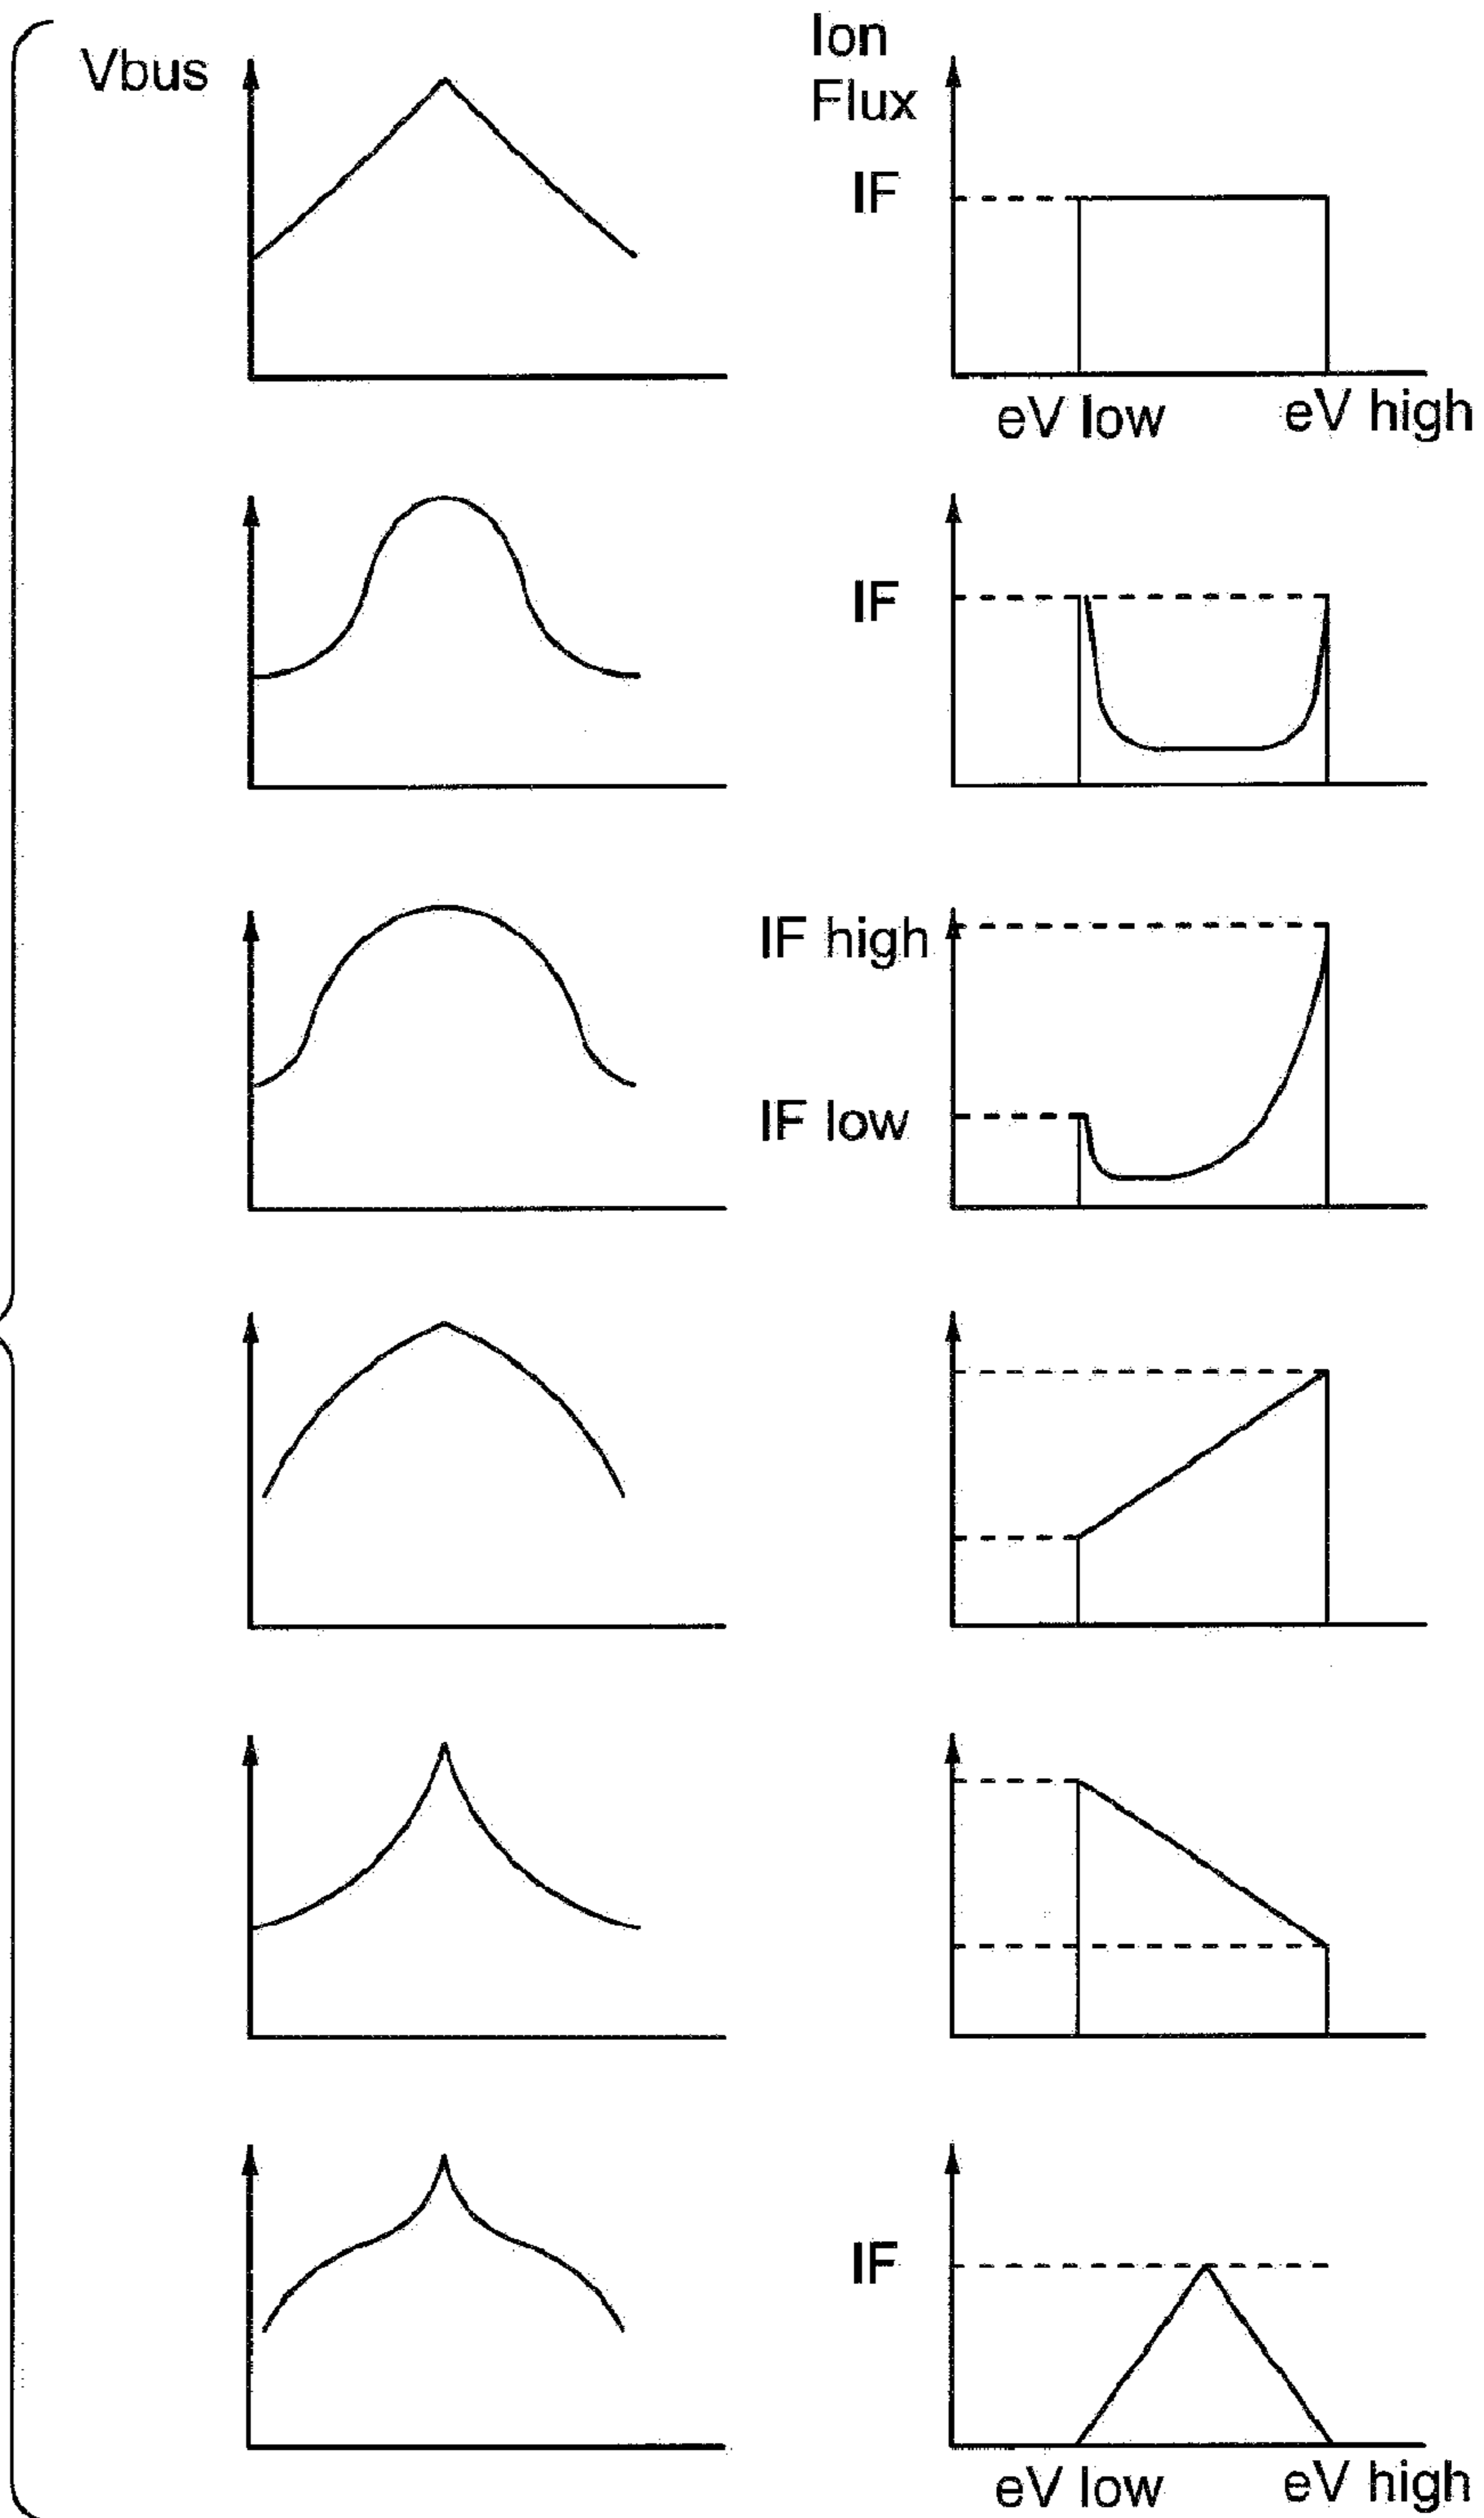 Vbus
Ion
Flux
IF
eV low
eV high
IF
IF high
IF low
IF
eV low
eV high